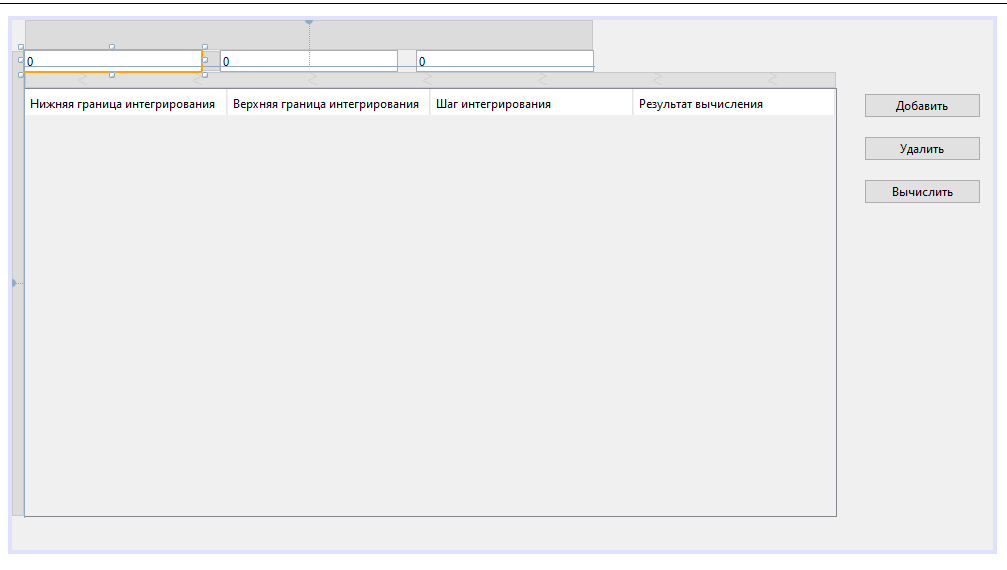 0 0 0
Нижняя граница интегрирования Верхняя граница интегрирования Шаг интегрирования Результат вычисления
Добавить
Удалить
Вычислить